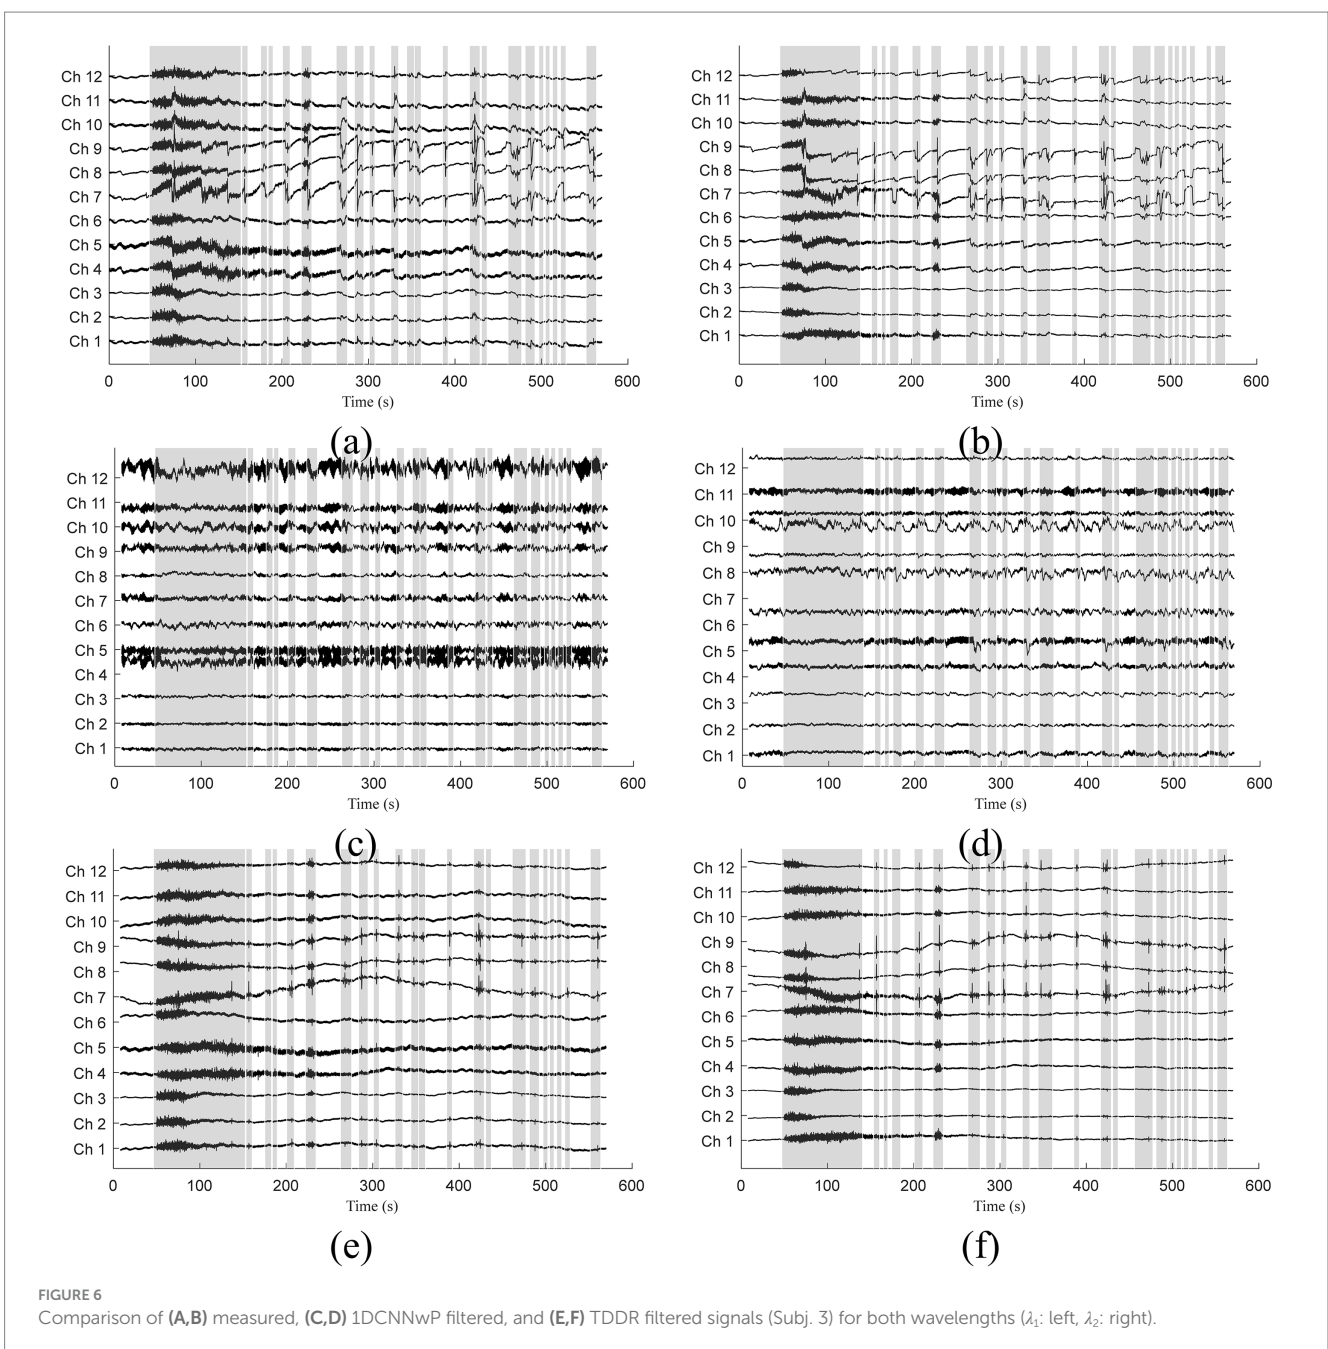 Ch 12
Ch 11
Ch 10
Ch 9
Ch 8
Ch 7
Ch 6
Ch 5
Ch 4
Ch 3
Ch 2
Ch 1
0 100 200 300 400 500 600
Time (s)
(a)
Ch 12
Ch 11
Ch 10
Ch 9
Ch 8
Ch 7
Ch 6
Ch 5
Ch 4
Ch 3
Ch 2
Ch 1
0 100 200 300 400 500 600
Time (s)
(b)
Ch 12
Ch 11
Ch 10
Ch 9
Ch 8
Ch 7
Ch 6
Ch 5
Ch 4
Ch 3
Ch 2
Ch 1
0 100 200 300 400 500 600
Time (s)
(c)
Ch 12
Ch 11
Ch 10
Ch 9
Ch 8
Ch 7
Ch 6
Ch 5
Ch 4
Ch 3
Ch 2
Ch 1
0 100 200 300 400 500 600
Time (s)
(d)
Ch 12
Ch 11
Ch 10
Ch 9
Ch 8
Ch 7
Ch 6
Ch 5
Ch 4
Ch 3
Ch 2
Ch 1
0 100 200 300 400 500 600
Time (s)
(e)
Ch 12
Ch 11
Ch 10
Ch 9
Ch 8
Ch 7
Ch 6
Ch 5
Ch 4
Ch 3
Ch 2
Ch 1
0 100 200 300 400 500 600
Time (s)
(f)
FIGURE 6
Comparison of (A,B) measured, (C,D) 1DCNNwP filtered, and (E,F) TDDR filtered signals (Subj. 3) for both wavelengths (λ₁: left, λ₂: right).